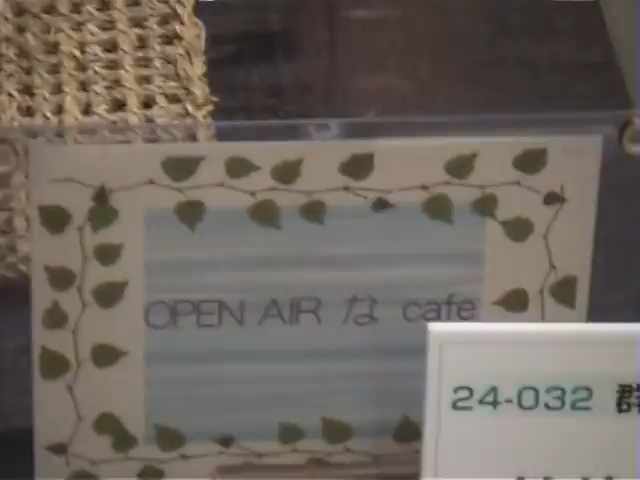 OPEN AIR な cafe
24-032 群